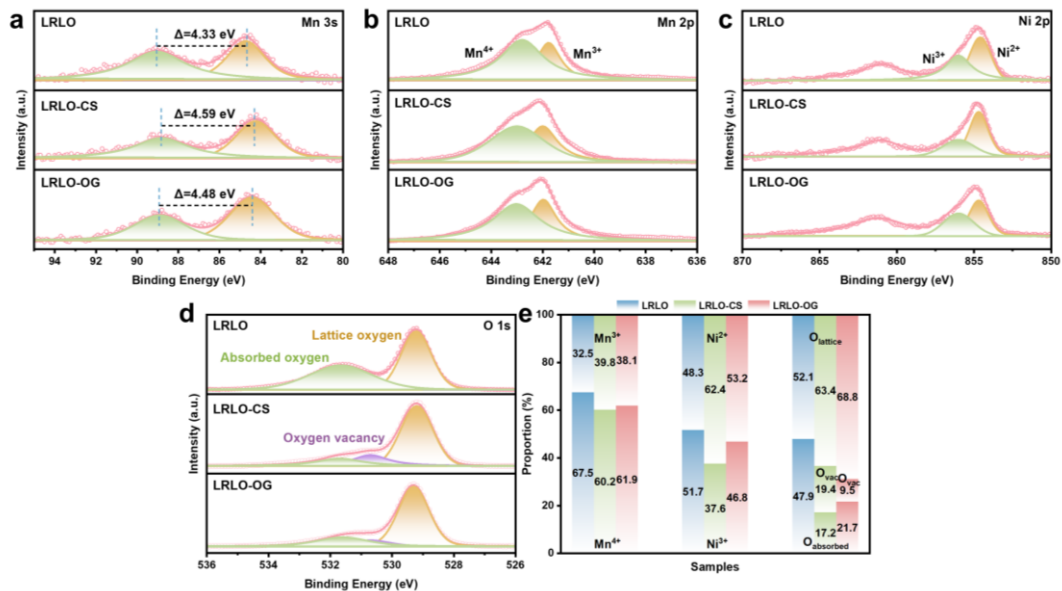 a
LRLO
Mn 3s
Δ=4.33 eV
LRLO-CS
Δ=4.59 eV
LRLO-OG
Δ=4.48 eV
Intensity (a.u.)
94 92 90 88 86 84 82 80
Binding Energy (eV)
b
LRLO
Mn 2p
Mn4+
Mn3+
LRLO-CS
LRLO-OG
Intensity (a.u.)
648 646 644 642 640 638 636
Binding Energy (eV)
c
LRLO
Ni 2p
Ni3+
Ni2+
LRLO-CS
LRLO-OG
Intensity (a.u.)
870 865 860 855 850
Binding Energy (eV)
d
LRLO
O 1s
Lattice oxygen
Absorbed oxygen
LRLO-CS
Oxygen vacancy
LRLO-OG
Intensity (a.u.)
536 534 532 530 528 526
Binding Energy (eV)
e
LRLO LRLO-CS LRLO-OG
100
80
60
40
20
0
Proportion (%)
Mn3+
32.5 39.8 38.1
67.5 60.2 61.9
Mn4+
Ni2+
48.3 62.4 53.2
51.7 37.6 46.8
Ni3+
Olattice
52.1 63.4 68.8
Ovac Ovac
19.4 9.5
47.9 17.2 21.7
Oabsorbed
Samples